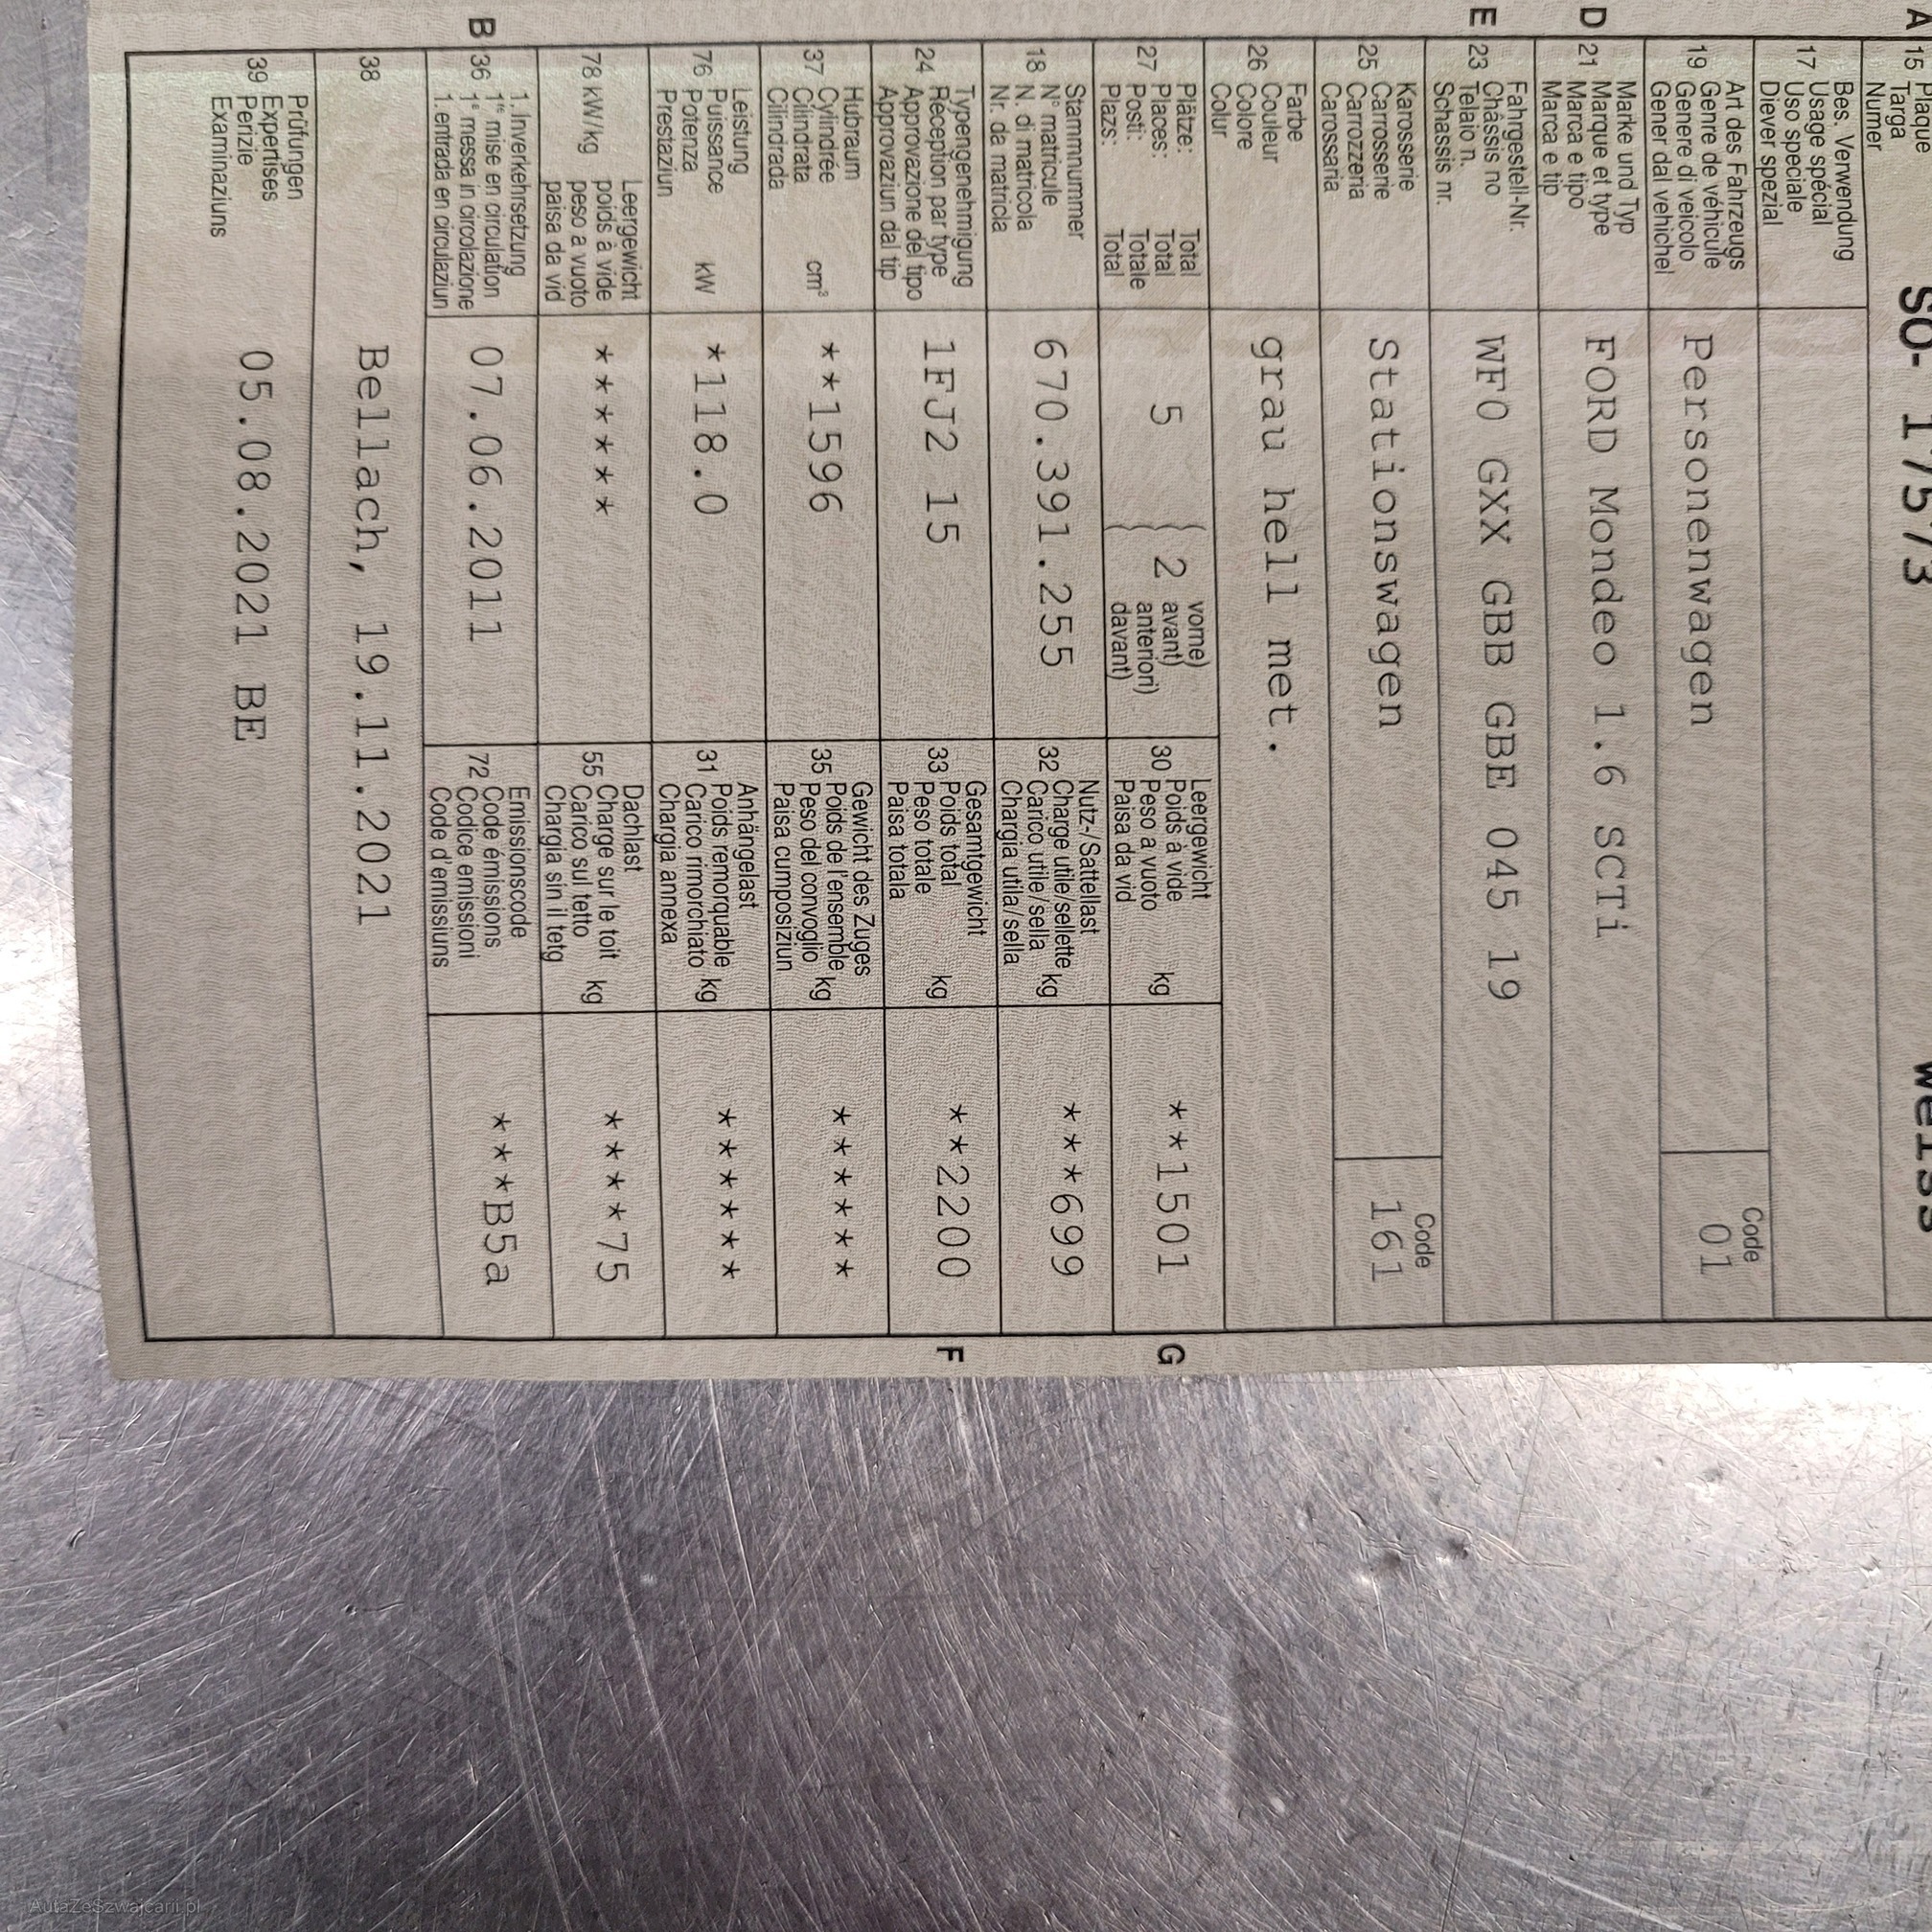 A 15 Plaque SO- 17573 weiss
Targa
Numer
Bes. Verwendung
Usage spécial
17 Uso speciale
Diever spezial
Art des Fahrzeugs
Genre de véhicule
19 Genere di veicolo Personenwagen Code 01
Gener dal vehichel
Marke und Typ
D 21 Marque et type FORD Mondeo 1.6 SCTi
Marca e tipo
Marca e tip
Fahrgestell-Nr.
E 23 Châssis no WF0 GXX GBB GBE 045 19
Telaio n.
Schassis nr.
Karosserie
25 Carrosserie Stationswagen Code 161
Carrozzeria
Carossaria
Farbe
26 Couleur grau hell met.
Colore
Colur
Plätze: Total vorne)
27 Places: Total 5 { 2 avant)
Posti: Totale anteriori)
Plazs: Total davant)
Leergewicht
30 Poids à vide kg **1501 G
Peso a vuoto
Paisa da vid
Stammnummer
18 N° matricule 670.391.255
N. di matricola
Nr. da matricla
Nutz-/Sattellast
32 Charge utile/sellette kg ***699
Carico utile/sella
Chargia utila/sella
Typengenehmigung
24 Réception par type 1FJ2 15
Approvazione del tipo
Approvaziun dal tip
Gesamtgewicht
33 Poids total kg **2200 F
Peso totale
Paisa totala
Hubraum
37 Cylindrée cm³ **1596
Cilindrata
Cilindrada
Gewicht des Zuges
35 Poids de l'ensemble kg ******
Peso del convoglio
Paisa cumposiziun
Leistung
76 Puissance kW *118.0
Potenza
Prestaziun
Anhängelast
31 Poids remorquable kg ******
Carico rimorchiato
Chargia annexa
Leergewicht
78 kW/kg poids à vide ******
peso a vuoto
paisa da vid
Dachlast
55 Charge sur le toit kg ****75
Carico sul tetto
Chargia sin il tetg
1. Inverkehrsetzung
B 36 1re mise en circulation 07.06.2011
1a messa in circolazione
1. entrada en circulaziun
Emissionscode
72 Code émissions ***B5a
Codice emissioni
Code d'emissiuns
38 Bellach, 19.11.2021
Prüfungen
39 Expertises 05.08.2021 BE
Perizie
Examinaziuns
AutaZeSzwajcarii.pl